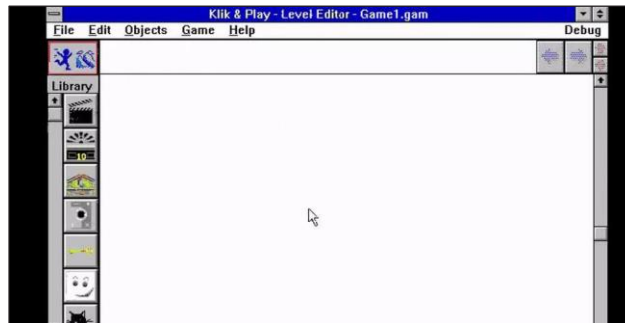 Klik & Play - Level Editor - Game1.gam
File Edit Objects Game Help Debug
Library
10